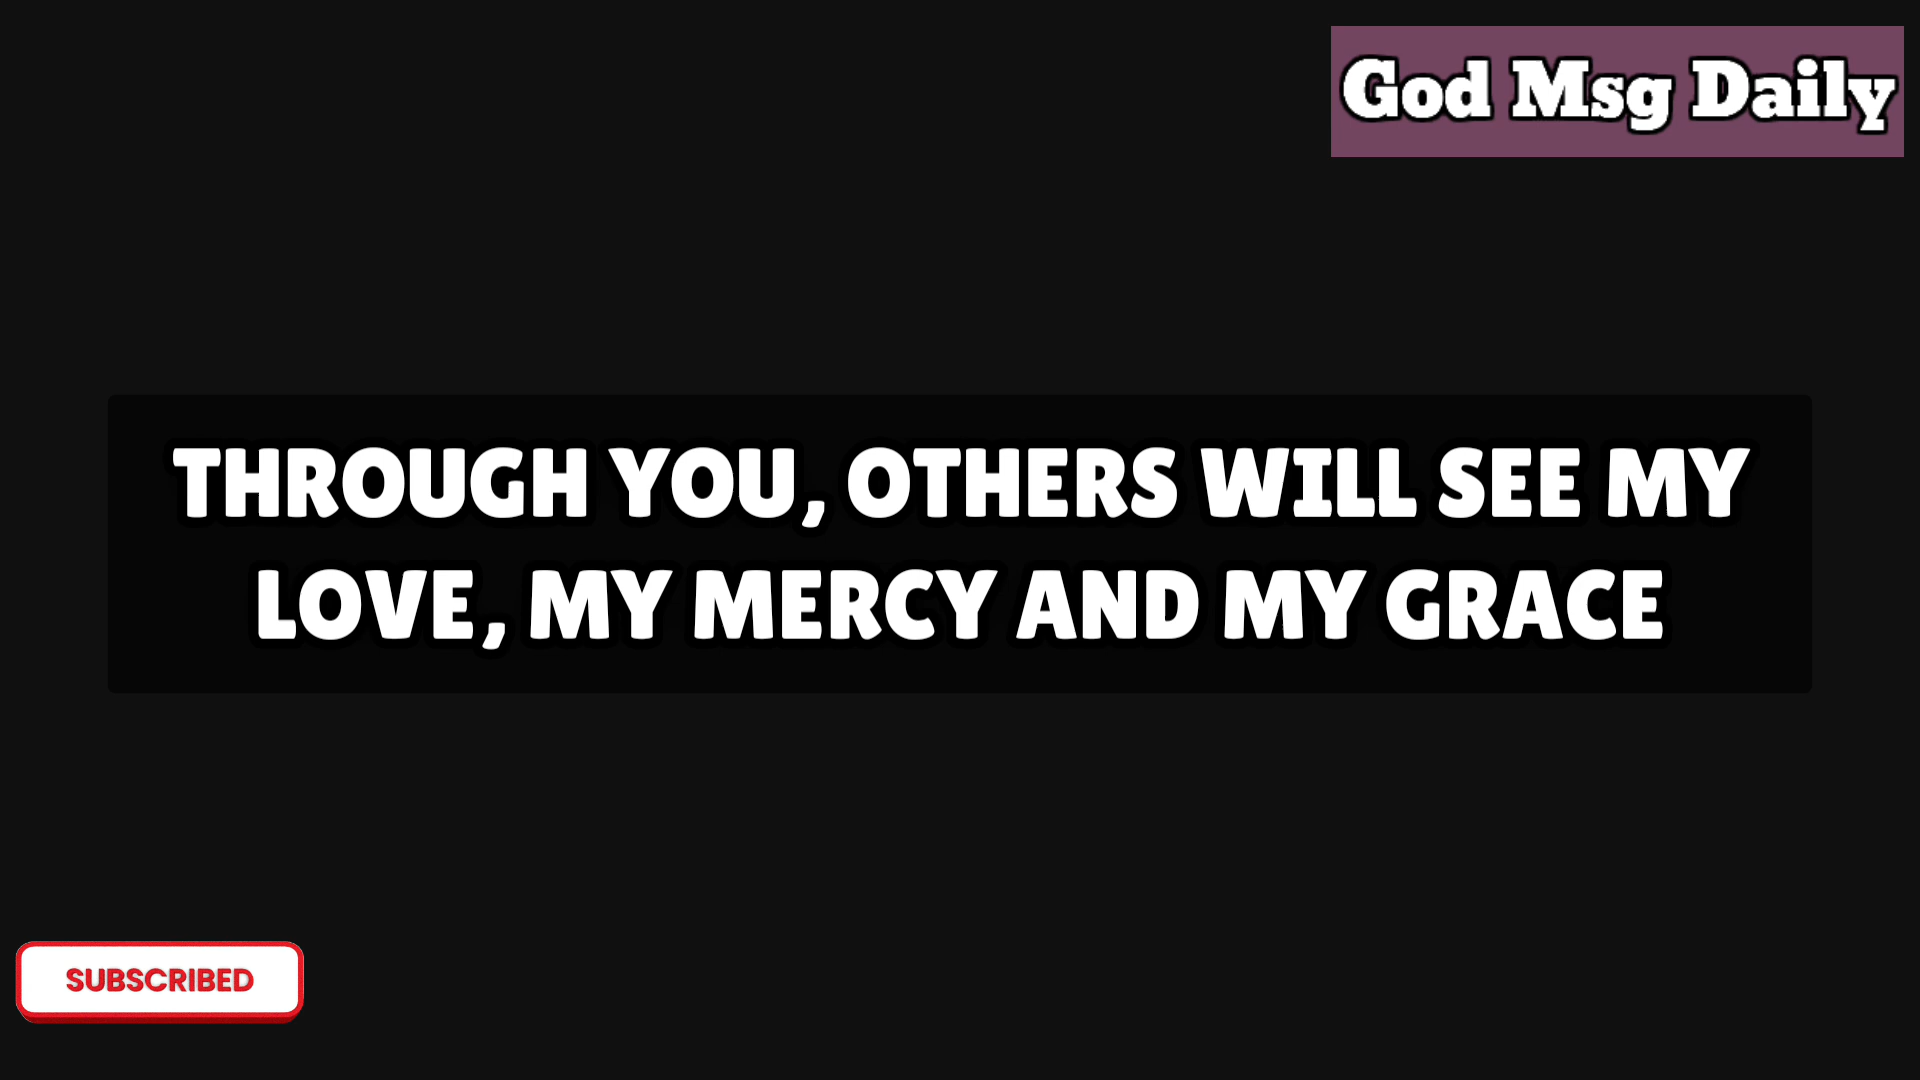 God Msg Daily
THROUGH YOU, OTHERS WILL SEE MY
LOVE, MY MERCY AND MY GRACE
SUBSCRIBED